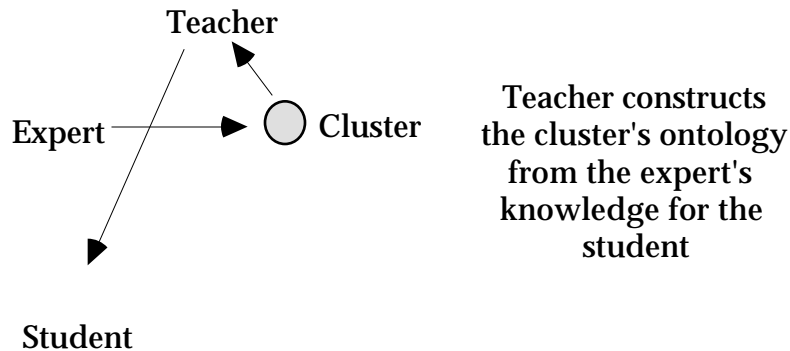 Teacher
Expert
Cluster
Student
Teacher constructs
the cluster's ontology
from the expert's
knowledge for the
student